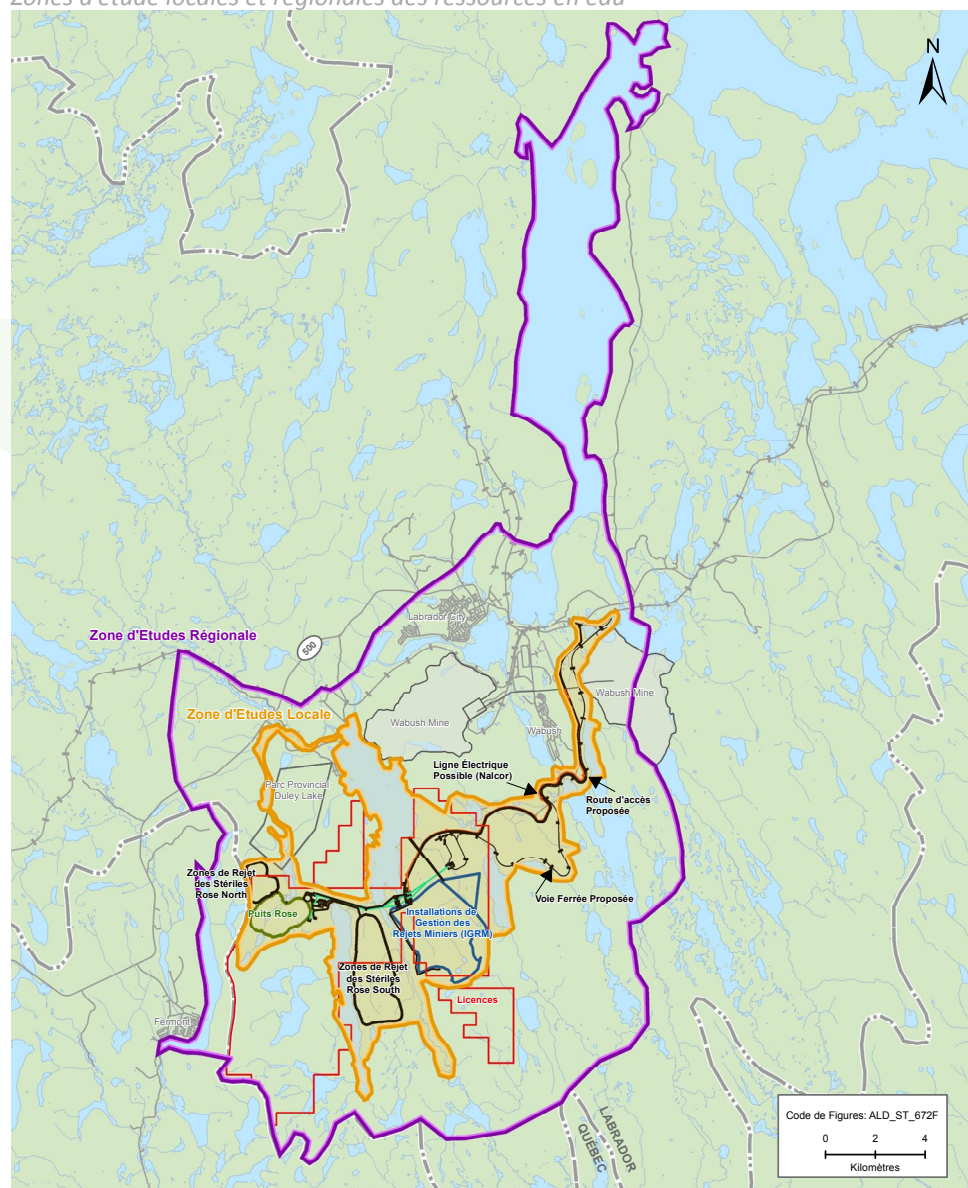 Zones d'étude locales et régionales des ressources en eau
N
Labrador City
Zone d'Etudes Régionale
500
Zone d'Etudes Locale
Wabush Mine
Wabush Mine
Wabush
Ligne Électrique
Possible (Nalcor)
Parc Provincial
Duley Lake
Route d'accès
Proposée
Zones de Rejet
des Stériles
Rose North
Voie Ferrée Proposée
Puits Rose
Installations de
Gestion des
Rejets Miniers (IGRM)
Zones de Rejet
des Stériles
Rose South
Licences
Fermont
LABRADOR
QUÉBEC
Code de Figures: ALD_ST_672F
0 2 4
Kilomètres